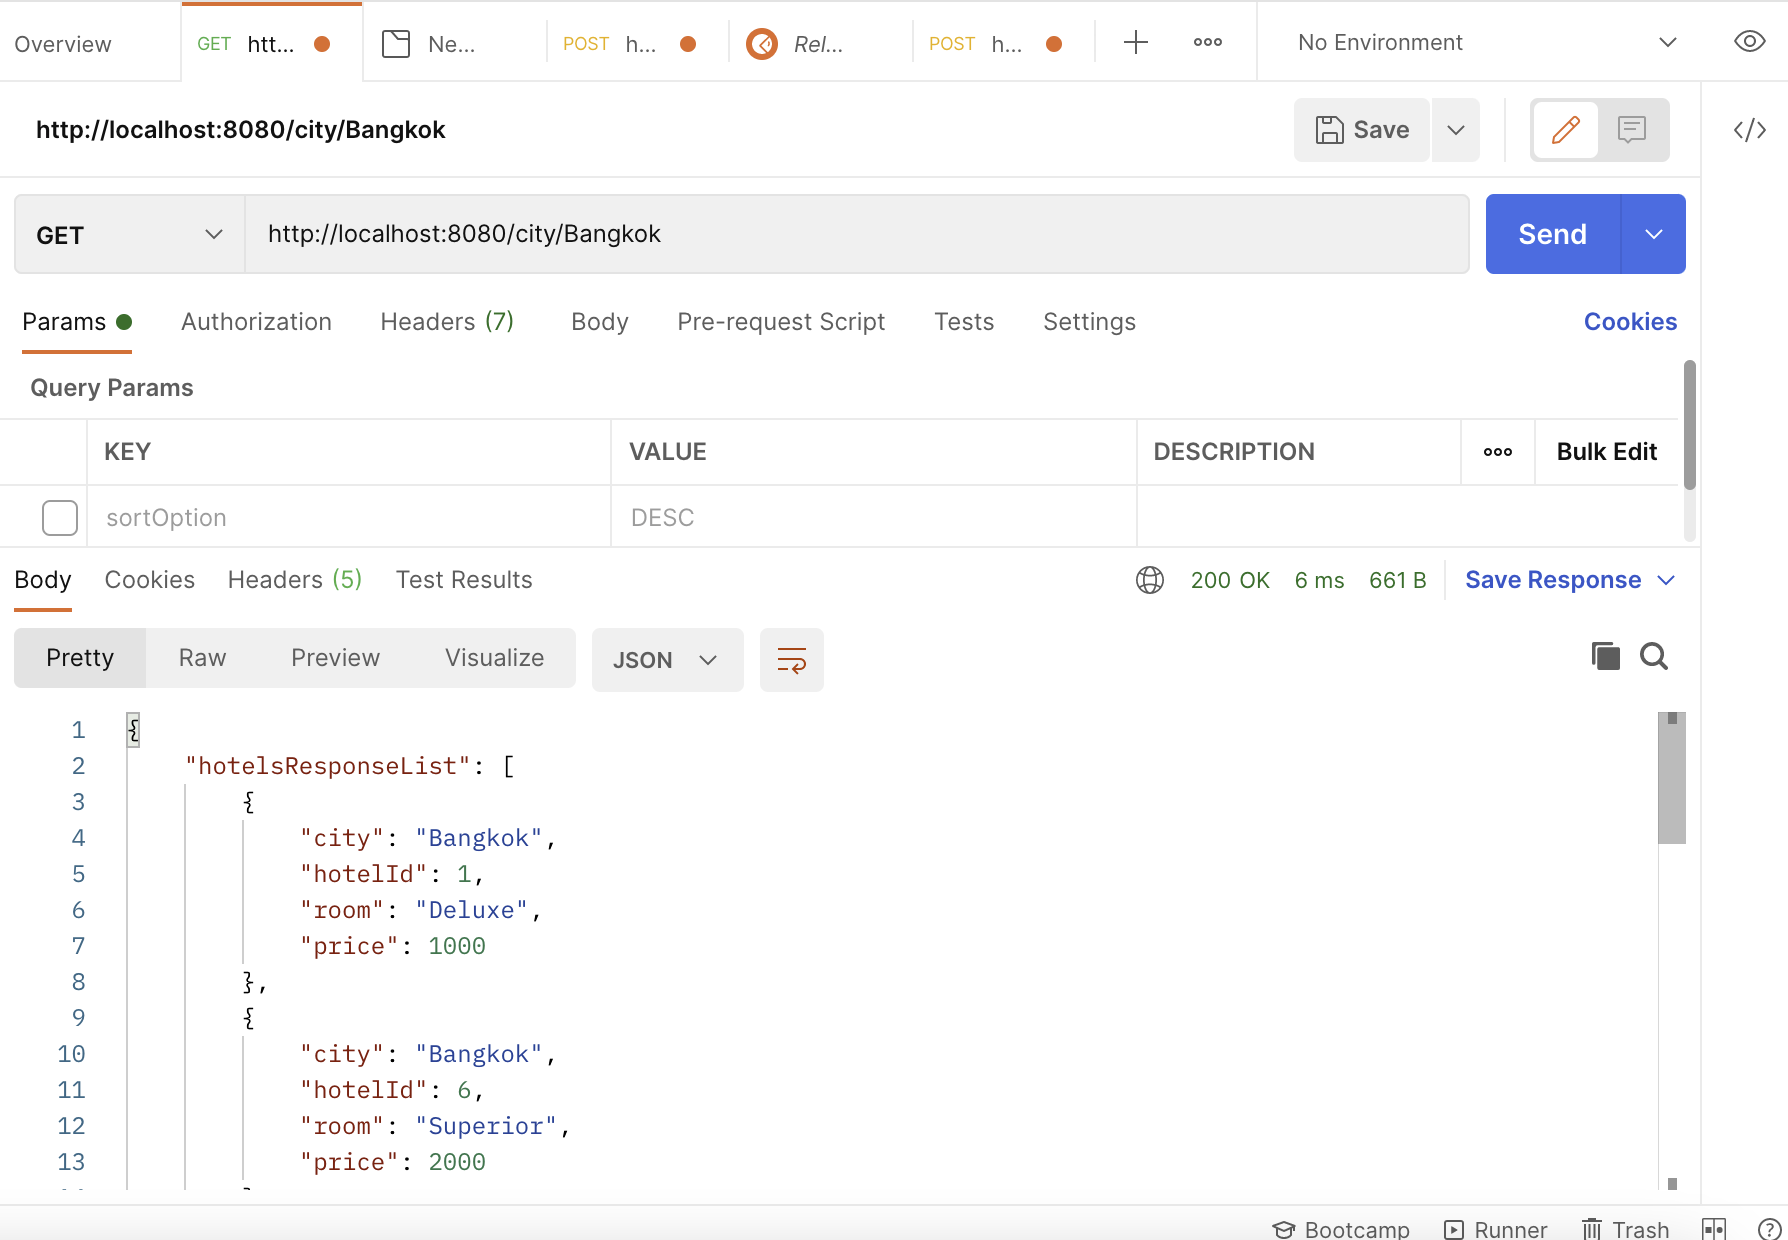 Overview GET htt... Ne... POST h... Rel... POST h... No Environment
http://localhost:8080/city/Bangkok Save </>
GET http://localhost:8080/city/Bangkok Send
Params Authorization Headers (7) Body Pre-request Script Tests Settings Cookies
Query Params
KEY VALUE DESCRIPTION Bulk Edit
sortOption DESC
Body Cookies Headers (5) Test Results 200 OK 6 ms 661 B Save Response
Pretty Raw Preview Visualize JSON
1 {
2 "hotelsResponseList": [
3 {
4 "city": "Bangkok",
5 "hotelId": 1,
6 "room": "Deluxe",
7 "price": 1000
8 },
9 {
10 "city": "Bangkok",
11 "hotelId": 6,
12 "room": "Superior",
13 "price": 2000
Bootcamp Runner Trash ?